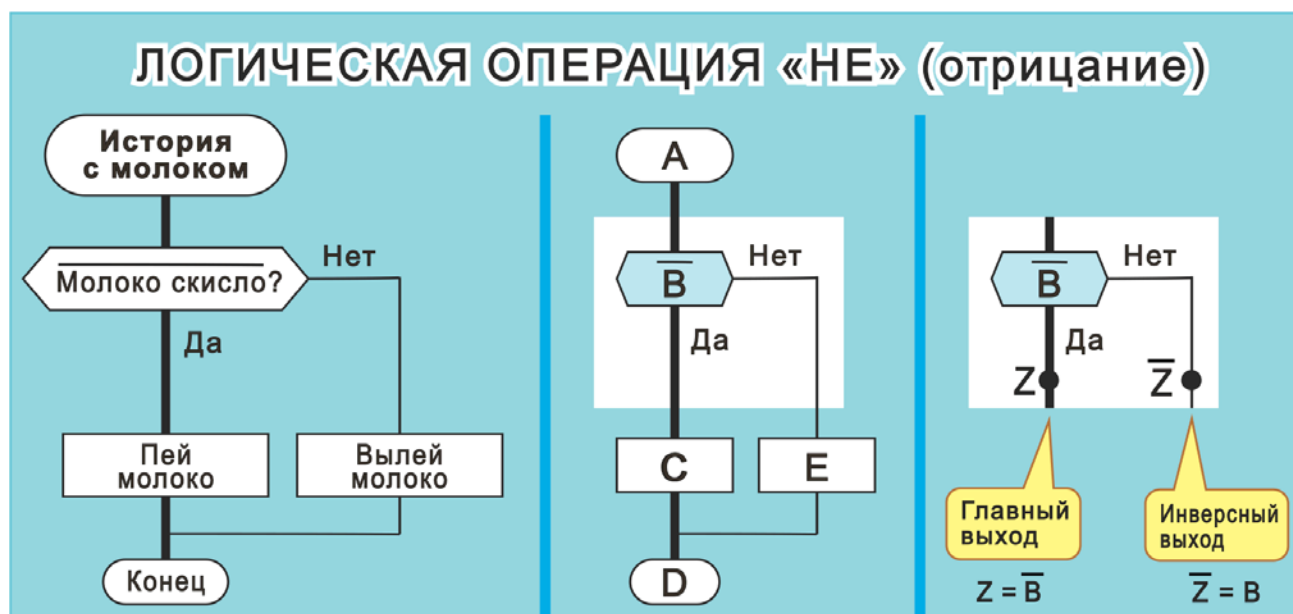 ЛОГИЧЕСКАЯ ОПЕРАЦИЯ «НЕ» (отрицание)
История
с молоком
Молоко скисло?
Нет
Да
Пей
молоко
Вылей
молоко
Конец
A
B̅
Нет
Да
C
E
D
B̅
Нет
Да
Z
Z̅
Главный
выход
Инверсный
выход
Z = B̅
Z̅ = B